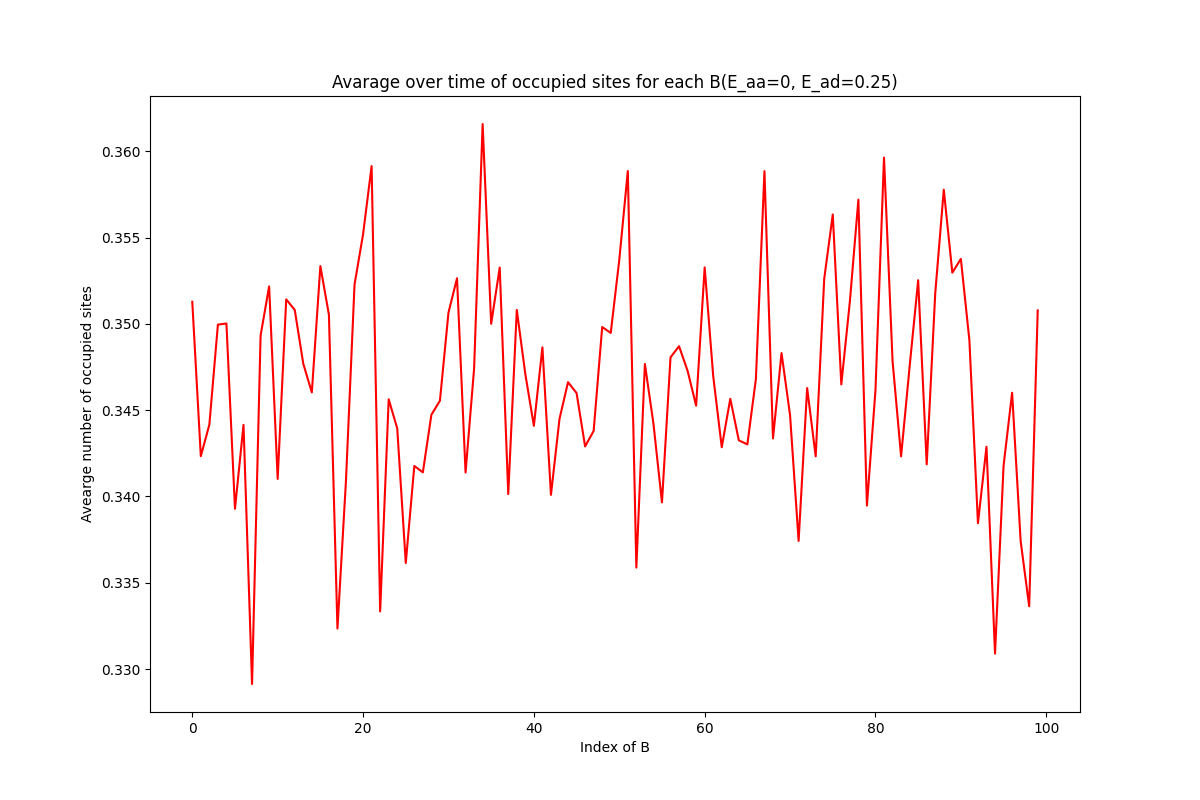 Avarage over time of occupied sites for each B(E_aa=0, E_ad=0.25)
0.360
0.355
0.350
0.345
0.340
0.335
0.330
Avearge number of occupied sites
0 20 40 60 80 100
Index of B